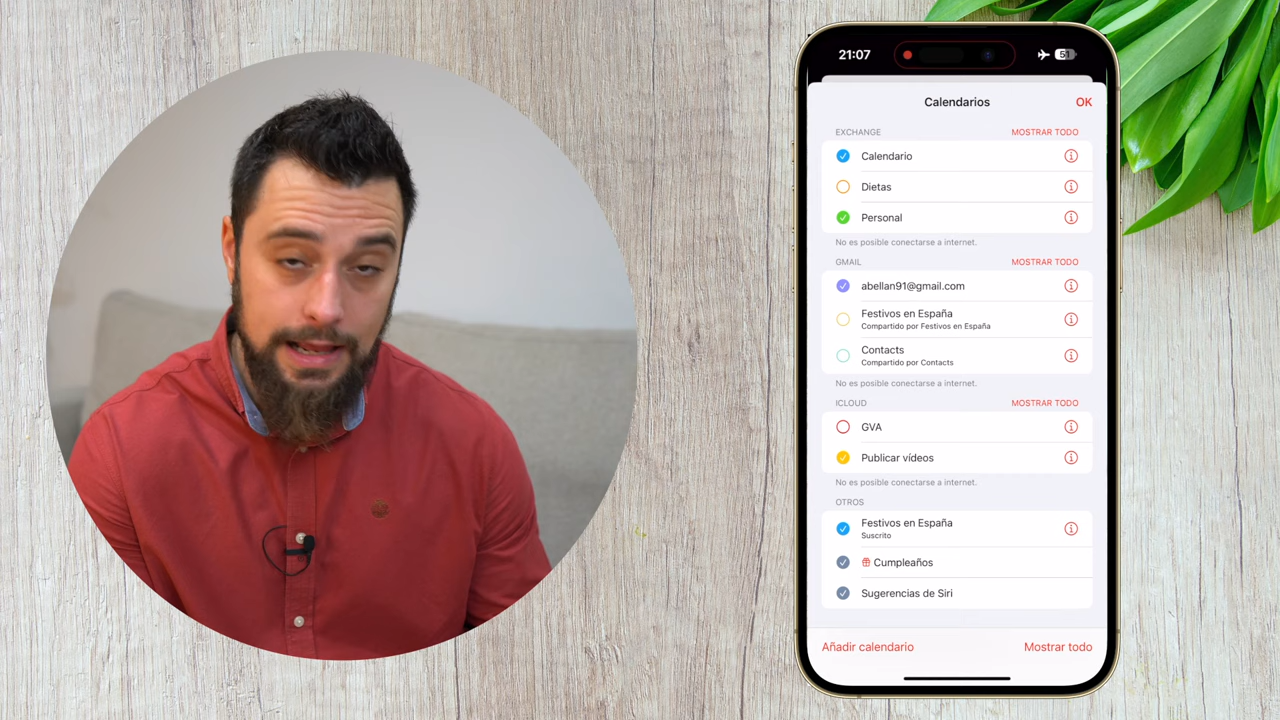 21:07
51
Calendarios
OK
EXCHANGE
MOSTRAR TODO
Calendario
Dietas
Personal
No es posible conectarse a internet.
GMAIL
MOSTRAR TODO
abellan91@gmail.com
Festivos en España
Compartido por Festivos en España
Contacts
Compartido por Contacts
No es posible conectarse a internet.
ICLOUD
MOSTRAR TODO
GVA
Publicar vídeos
No es posible conectarse a internet.
OTROS
Festivos en España
Suscrito
Cumpleaños
Sugerencias de Siri
Añadir calendario
Mostrar todo